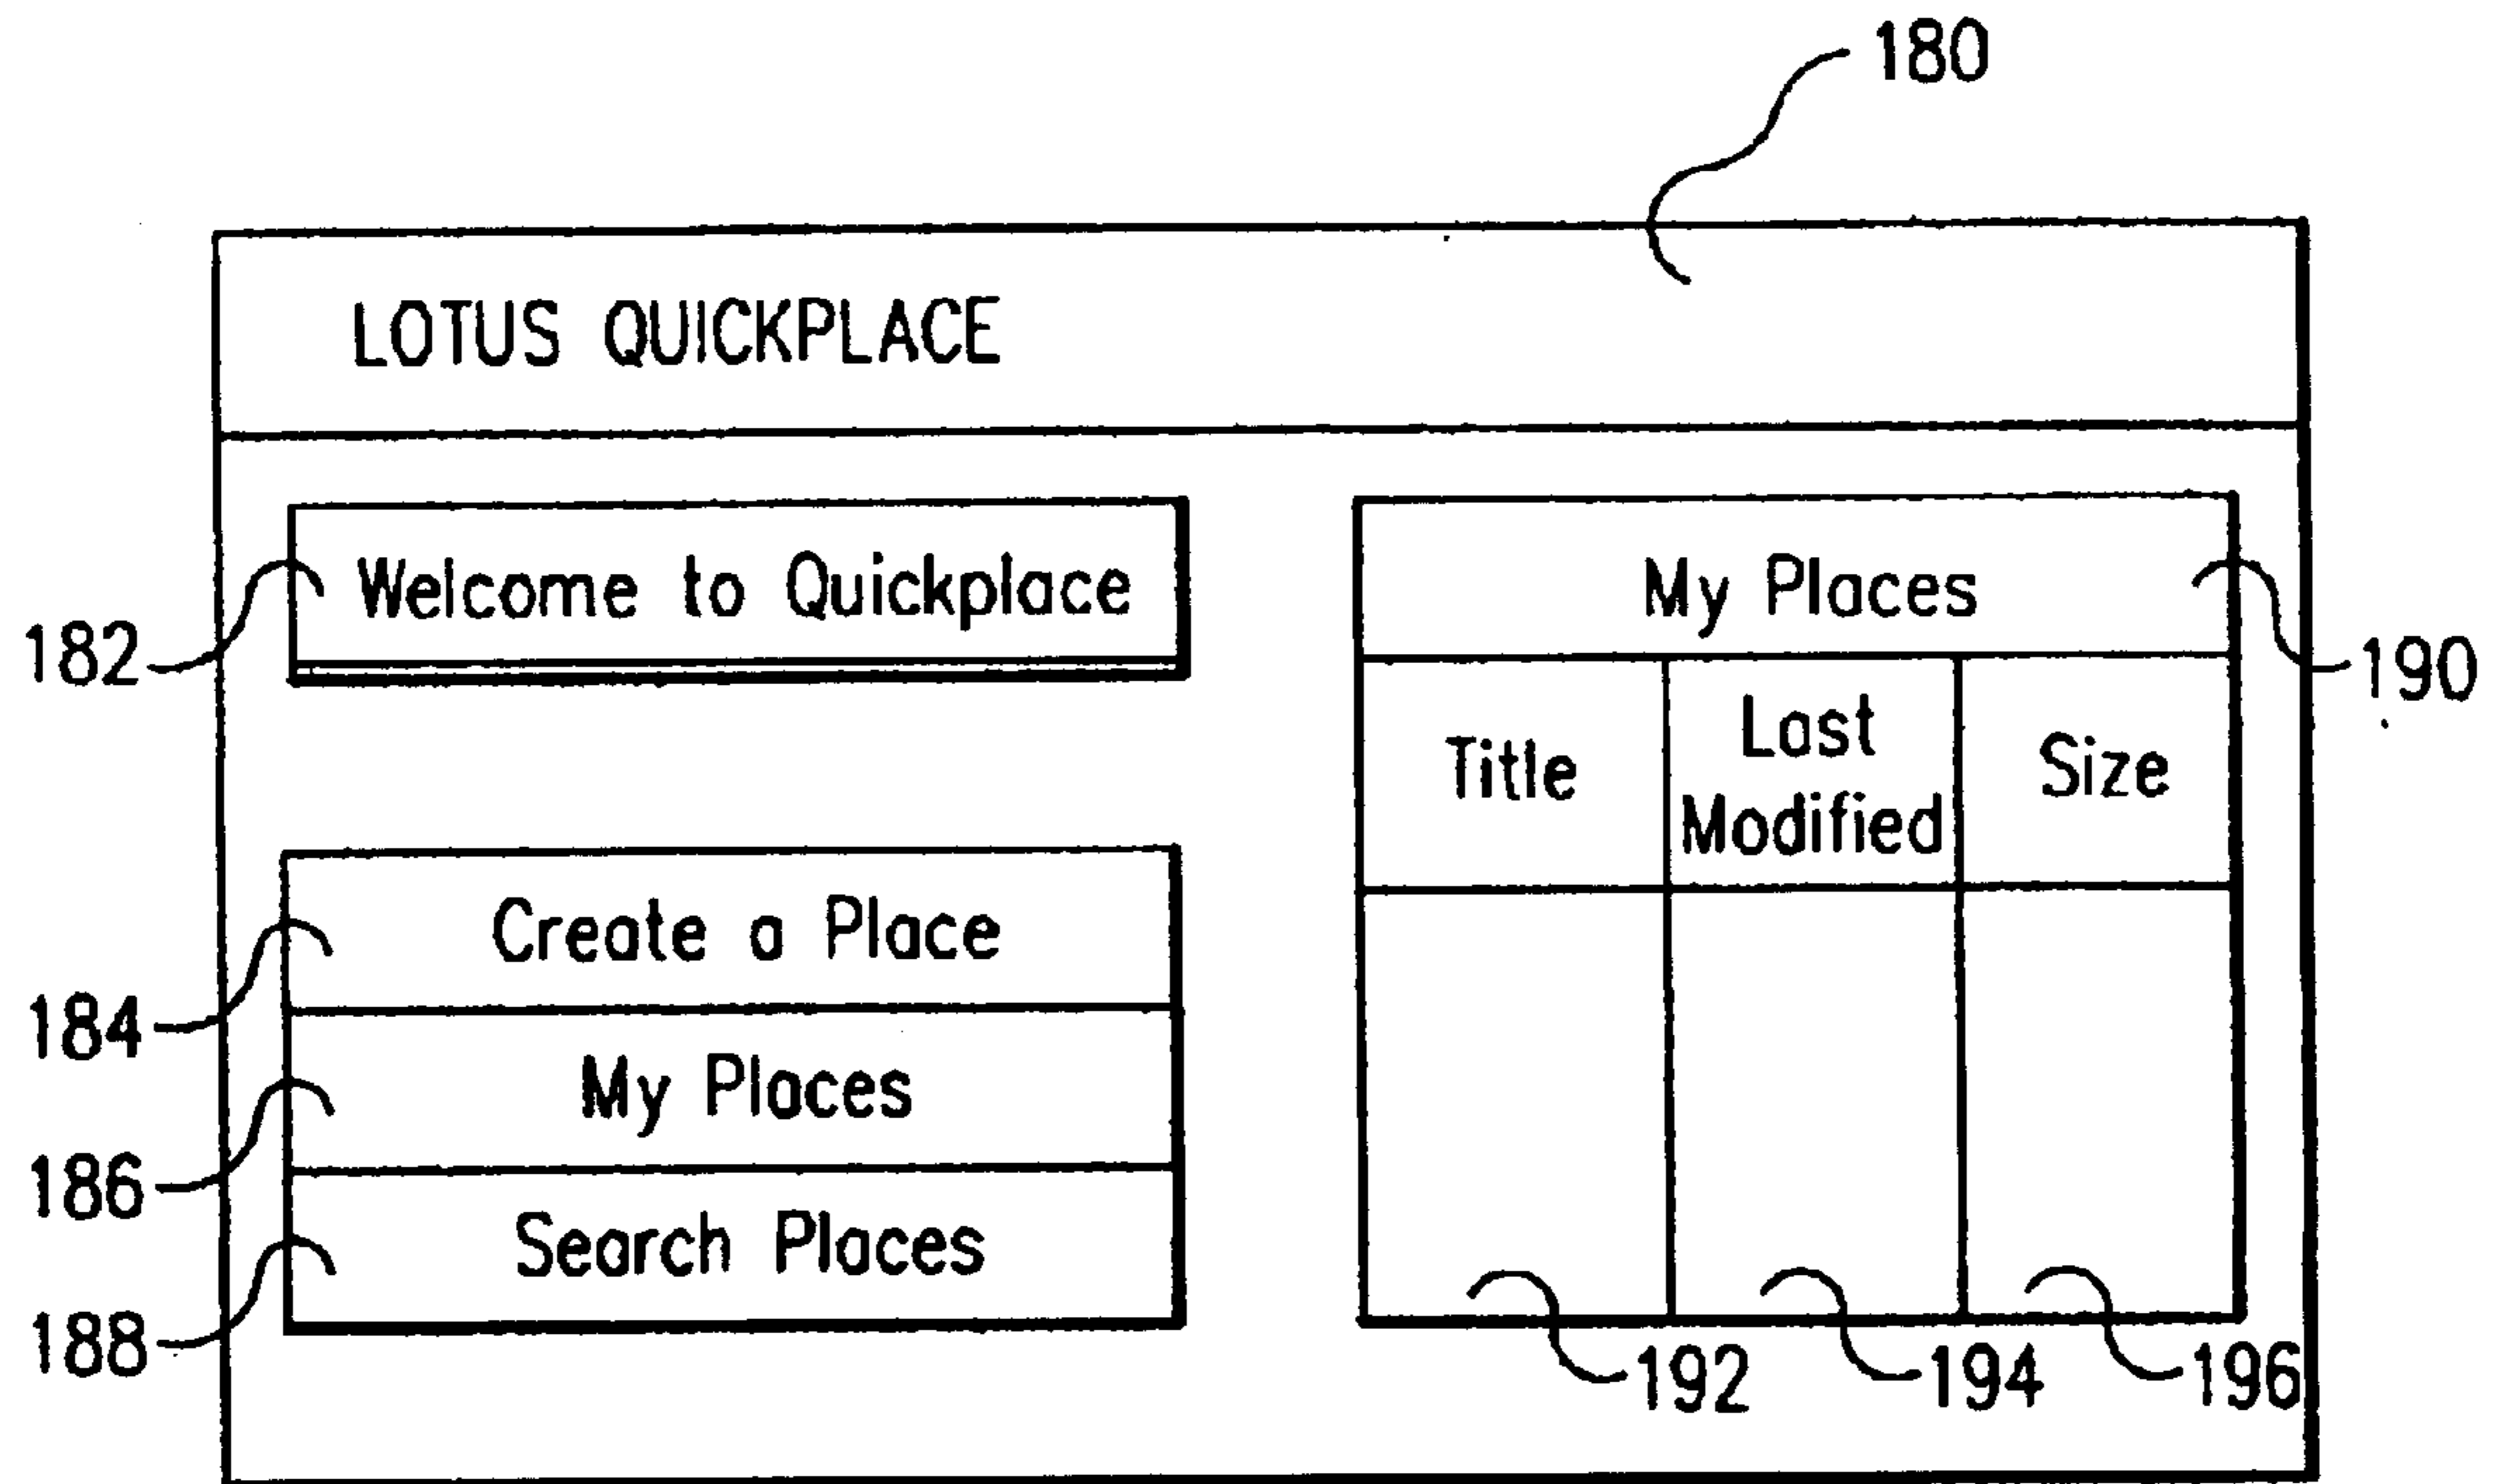 180
LOTUS QUICKPLACE
182
Welcome to Quickplace
184
Create a Place
186
My Places
188
Search Places
My Places
190
Title
Last
Modified
Size
192
194
196